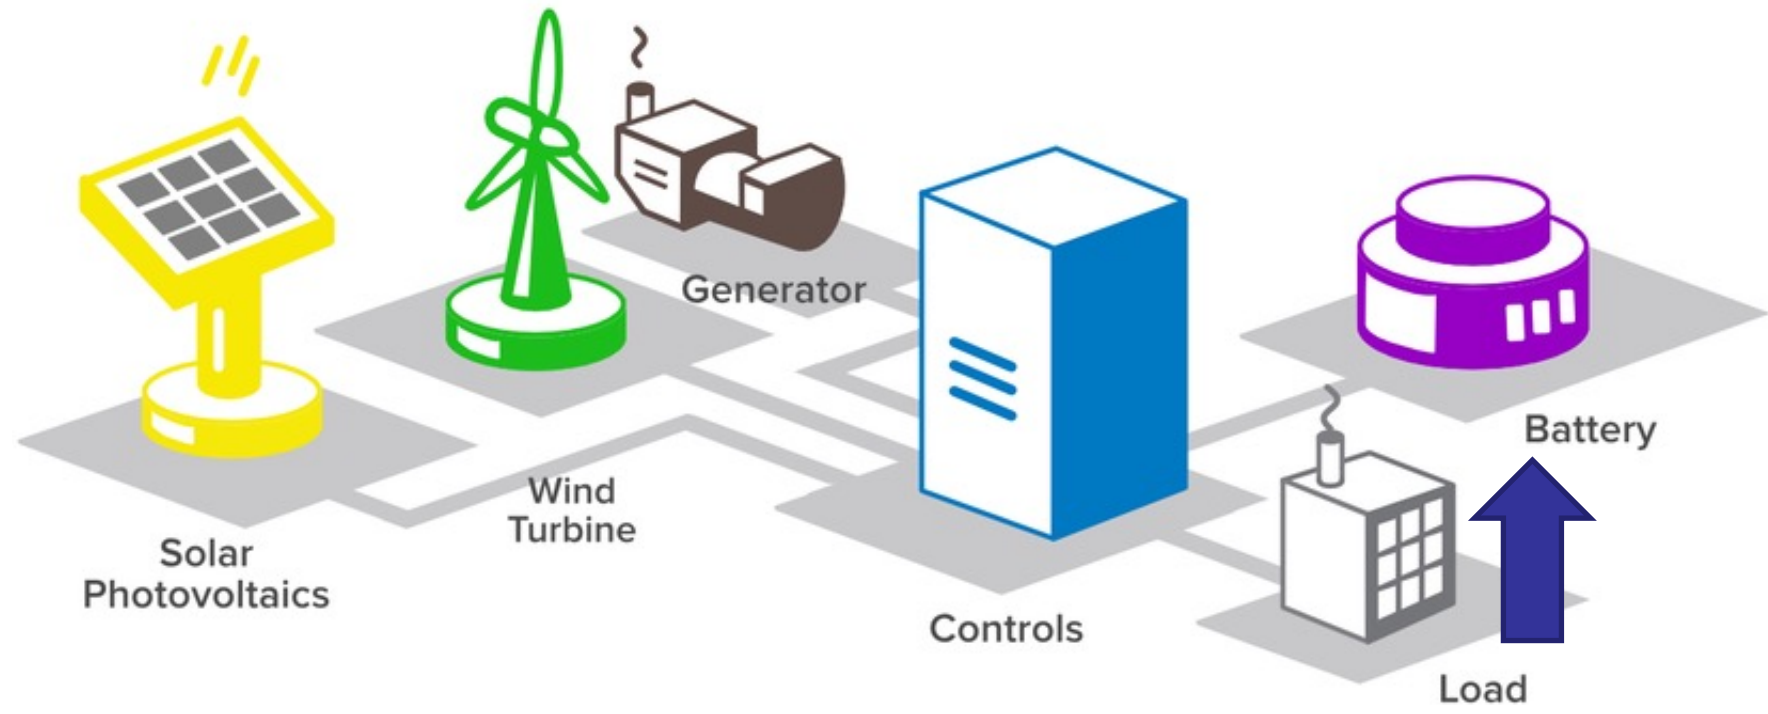 Generator
Battery
Wind
Turbine
Solar
Photovoltaics
Controls
Load